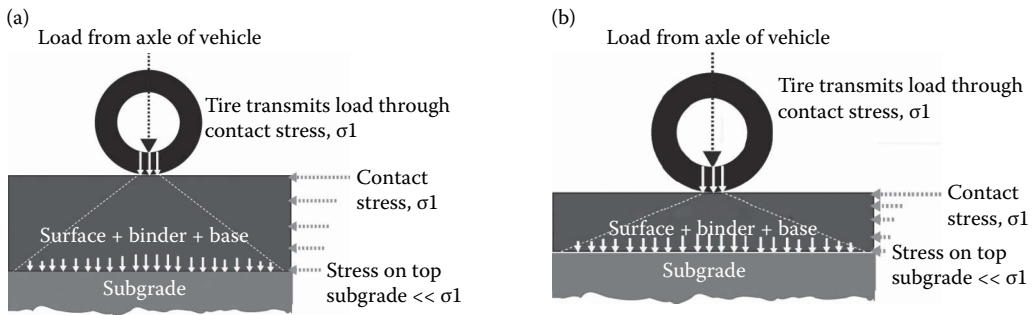 (a)
Load from axle of vehicle
Tire transmits load through
contact stress, σ1
Contact
stress, σ1
Surface + binder + base
Stress on top
subgrade << σ1
Subgrade
(b)
Load from axle of vehicle
Tire transmits load through
contact stress, σ1
Contact
stress, σ1
Surface + binder + base
Stress on top
subgrade << σ1
Subgrade